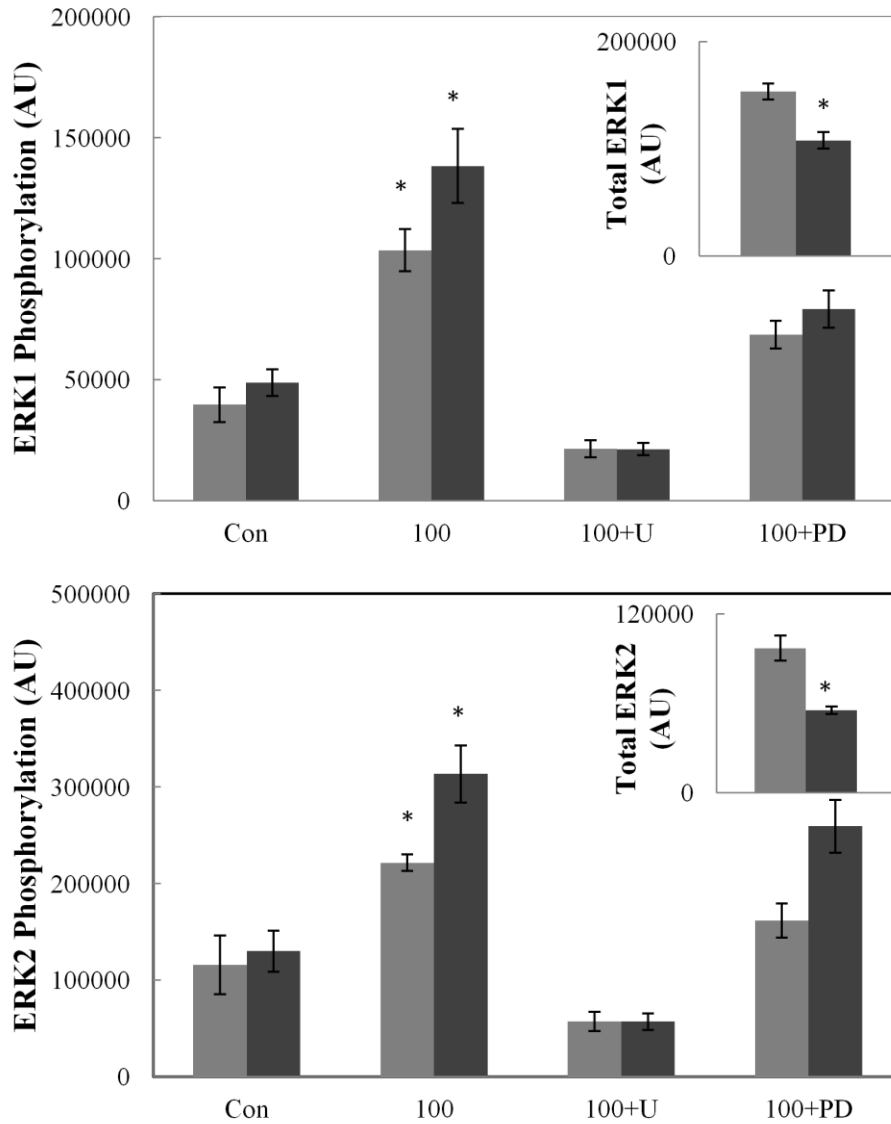 ERK1 Phosphorylation (AU)
200000
150000
100000
50000
0
*
*
Con
100
100+U
100+PD
Total ERK1
(AU)
200000
0
*
ERK2 Phosphorylation (AU)
500000
400000
300000
200000
100000
0
*
*
Con
100
100+U
100+PD
Total ERK2
(AU)
120000
0
*